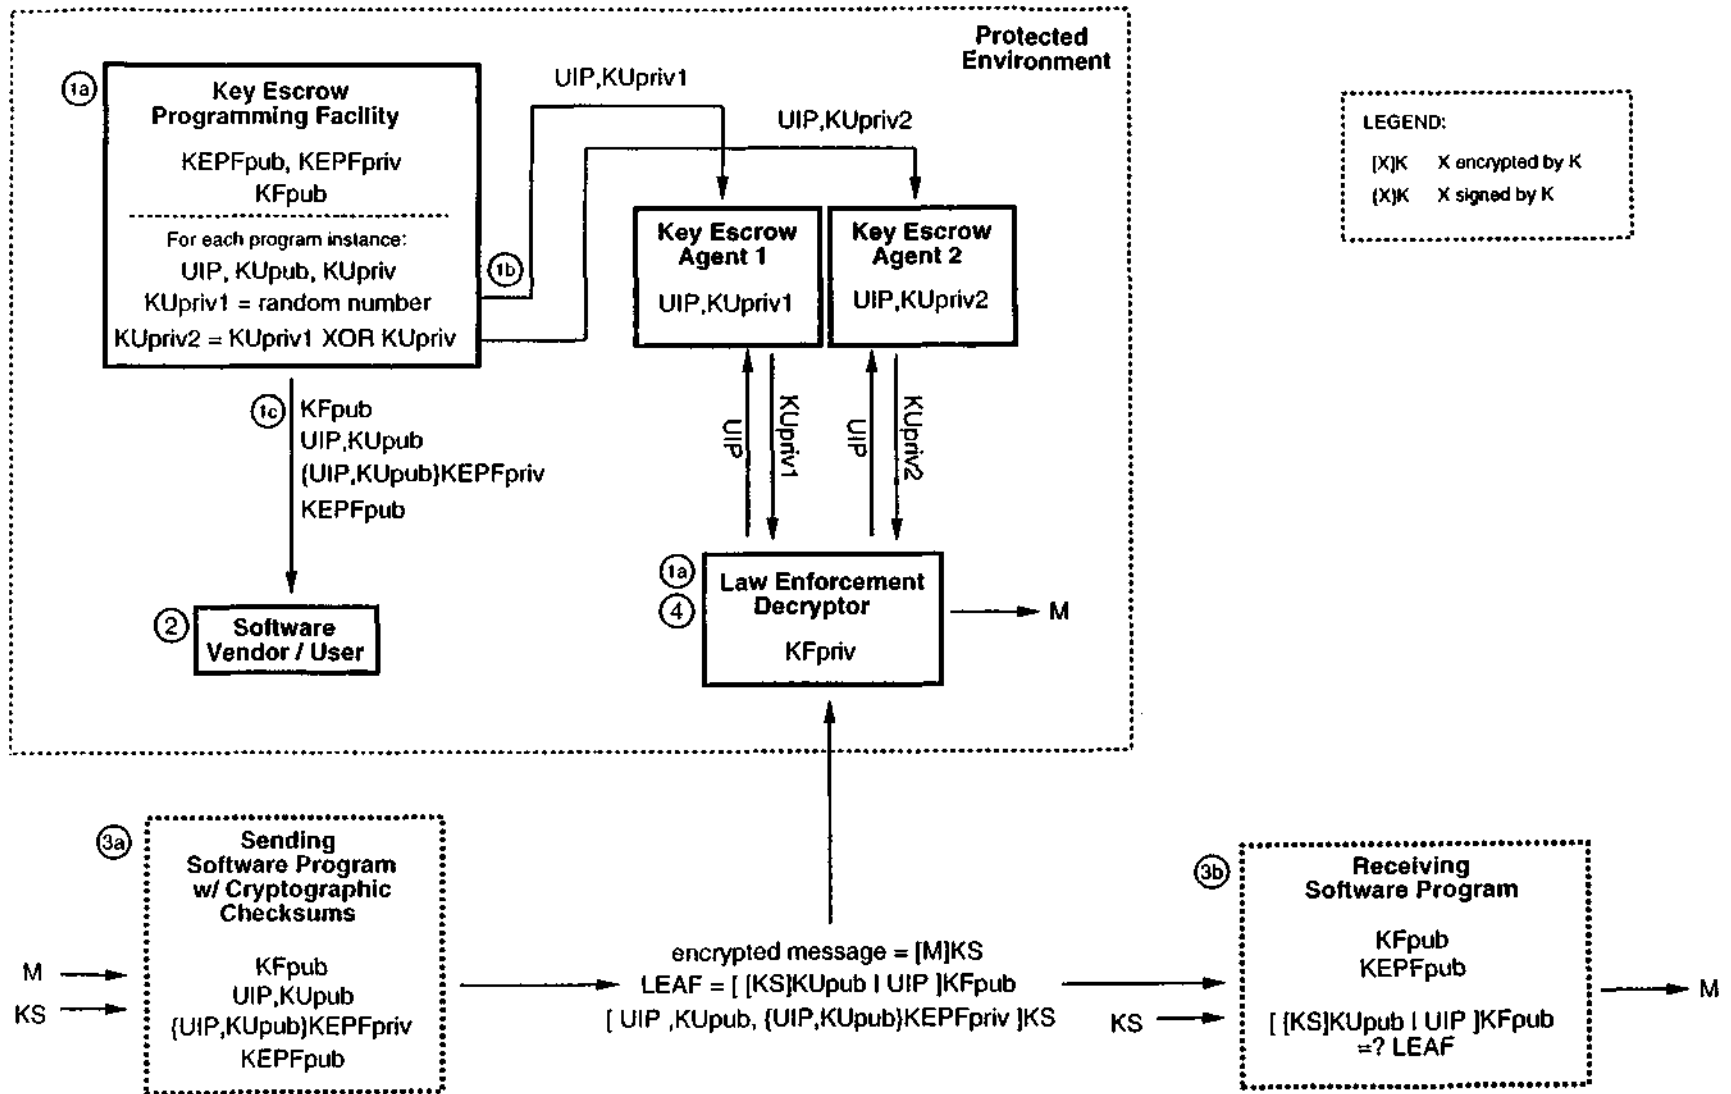 Protected
Environment
1a
Key Escrow
Programming Facility
KEPFpub, KEPFpriv
KFpub
For each program instance:
UIP, KUpub, KUpriv
KUpriv1 = random number
KUpriv2 = KUpriv1 XOR KUpriv
1b
UIP,KUpriv1
UIP,KUpriv2
Key Escrow
Agent 1
UIP,KUpriv1
Key Escrow
Agent 2
UIP,KUpriv2
LEGEND:
[X]K X encrypted by K
{X}K X signed by K
1c
KFpub
UIP,KUpub
{UIP,KUpub}KEPFpriv
KEPFpub
UIP
KUpriv1
UIP
KUpriv2
2
Software
Vendor / User
1a
4
Law Enforcement
Decryptor
KFpriv
M
3a
Sending
Software Program
w/ Cryptographic
Checksums
KFpub
UIP,KUpub
{UIP,KUpub}KEPFpriv
KEPFpub
M
KS
encrypted message = [M]KS
LEAF = [ [KS]KUpub | UIP ]KFpub
[ UIP ,KUpub, {UIP,KUpub}KEPFpriv ]KS
KS
3b
Receiving
Software Program
KFpub
KEPFpub
[ [KS]KUpub | UIP ]KFpub
=? LEAF
M